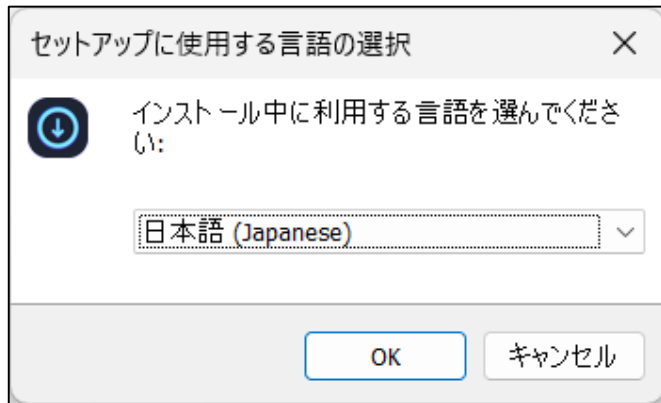 セットアップに使用する言語の選択
インストール中に利用する言語を選んでくださ
い:
日本語 (Japanese)
OK
キャンセル